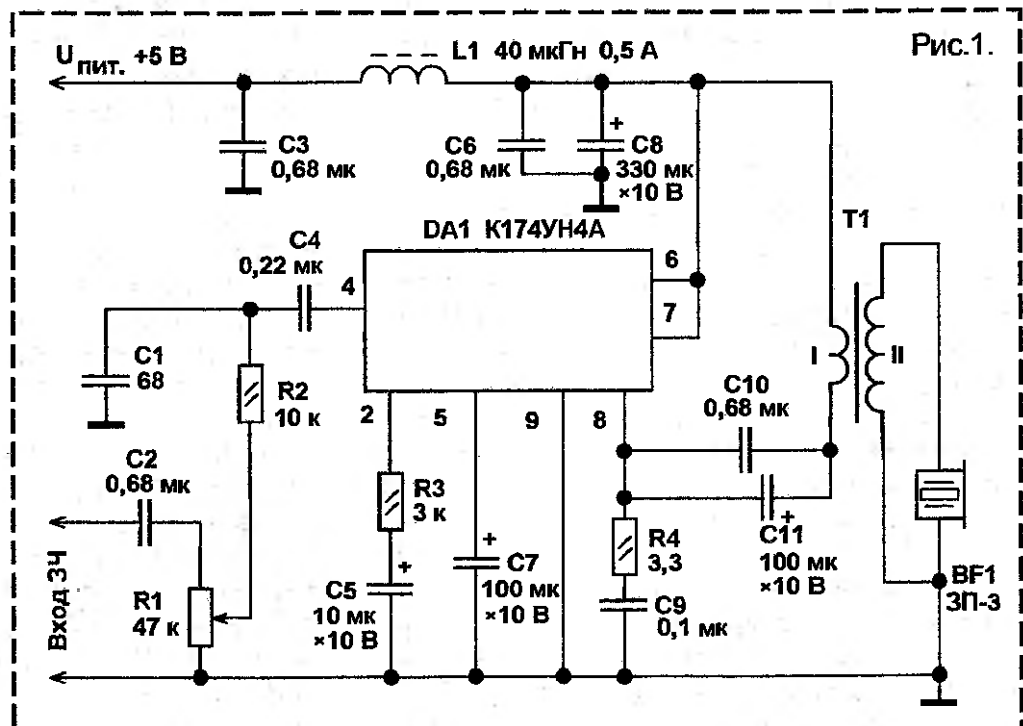 Uпит. +5 В
L1 40 мкГн 0,5 А
Рис.1.
C3
0,68 мк
C6
0,68 мк
+
C8
330 мк
×10 В
DA1 К174УН4А
T1
C4
0,22 мк
4
6
7
C1
68
R2
10 к
I
II
2
5
9
8
C10
0,68 мк
C2
0,68 мк
R3
3 к
+
C11
100 мк
×10 В
Вход ЗЧ
R1
47 к
+
C5
10 мк
×10 В
+
C7
100 мк
×10 В
R4
3,3
C9
0,1 мк
BF1
ЗП-3